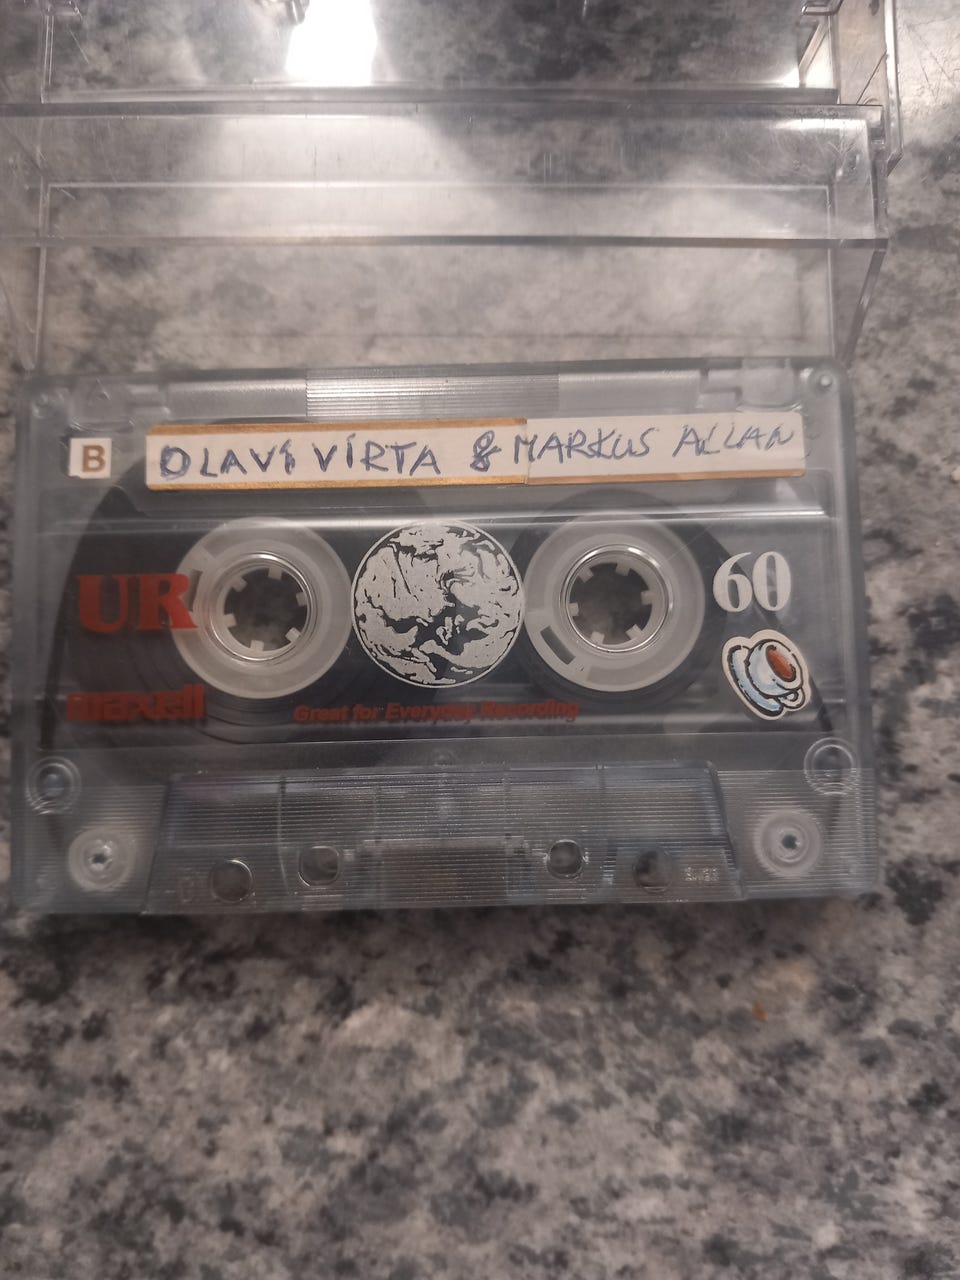 B
OLAVi ViRTA & MARKUS ALLAN
UR
60
maxell
Great for Everyday Recording